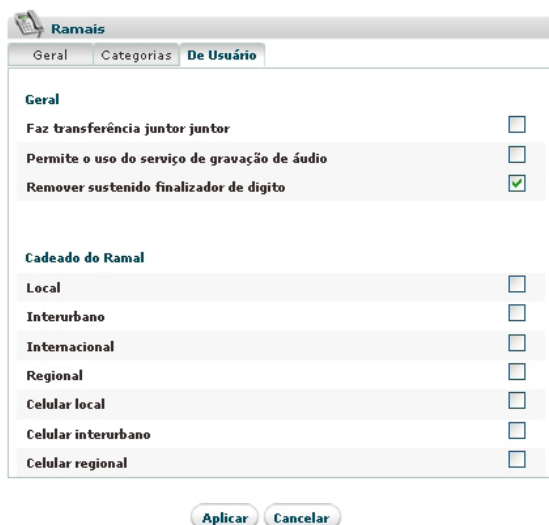 Ramais
Geral Categorias De Usuário
Geral
Faz transferência juntor juntor
Permite o uso do serviço de gravação de áudio
Remover sustenido finalizador de digito
Cadeado do Ramal
Local
Interurbano
Internacional
Regional
Celular local
Celular interurbano
Celular regional
Aplicar Cancelar